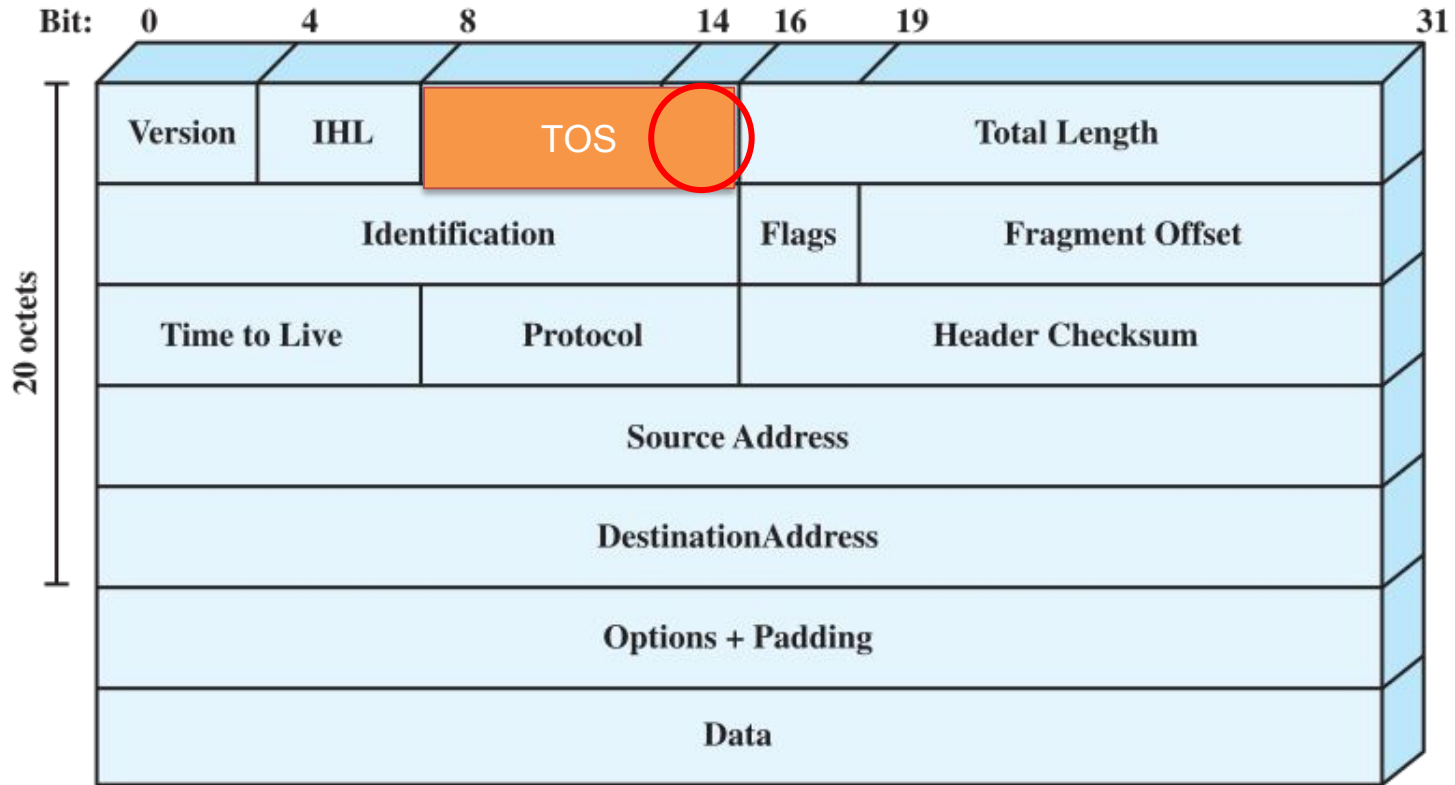 Bit: 0 4 8 14 16 19 31
Version IHL TOS Total Length
Identification Flags Fragment Offset
Time to Live Protocol Header Checksum
20 octets
Source Address
DestinationAddress
Options + Padding
Data